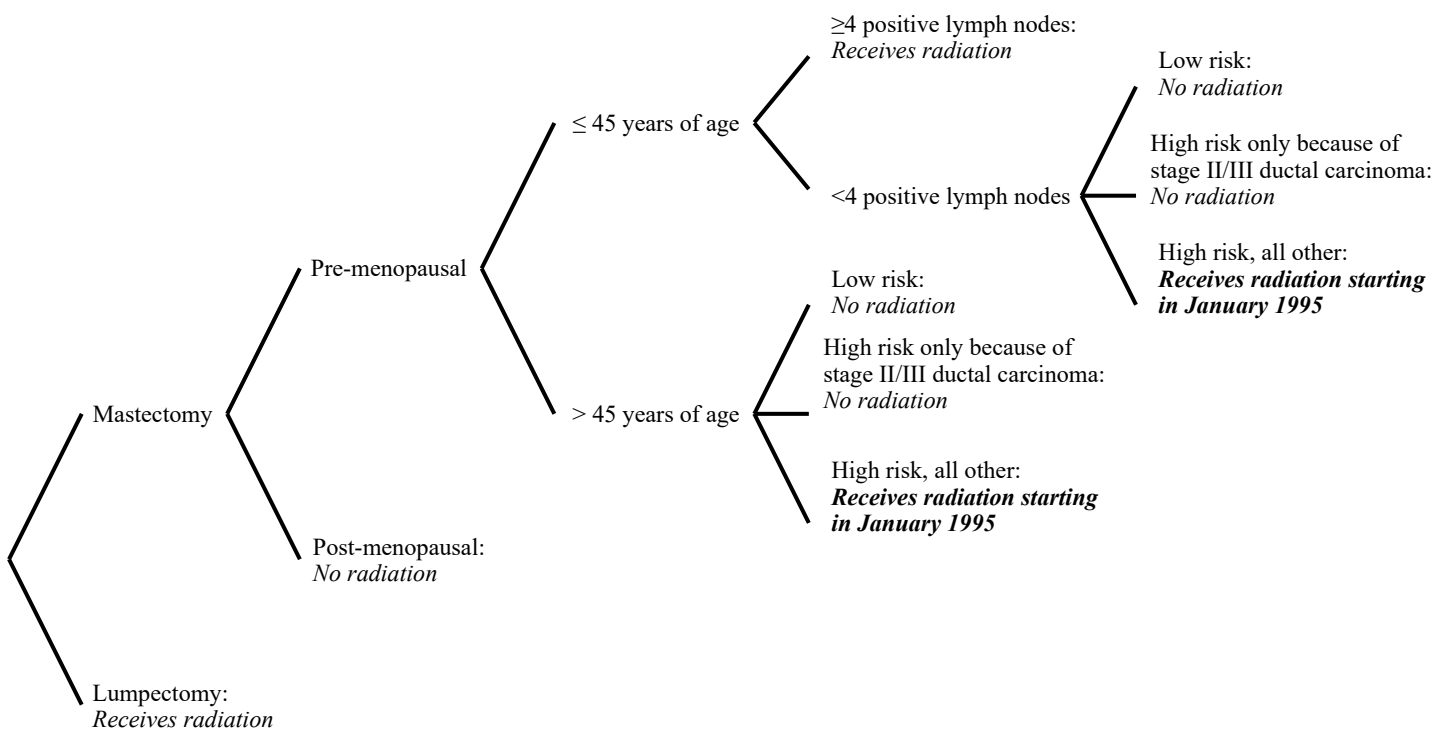 ≥4 positive lymph nodes:
Receives radiation
Low risk:
No radiation
≤ 45 years of age
High risk only because of
stage II/III ductal carcinoma:
No radiation
<4 positive lymph nodes
High risk, all other:
Receives radiation starting
in January 1995
Pre-menopausal
Low risk:
No radiation
High risk only because of
stage II/III ductal carcinoma:
No radiation
Mastectomy
> 45 years of age
High risk, all other:
Receives radiation starting
in January 1995
Post-menopausal:
No radiation
Lumpectomy:
Receives radiation